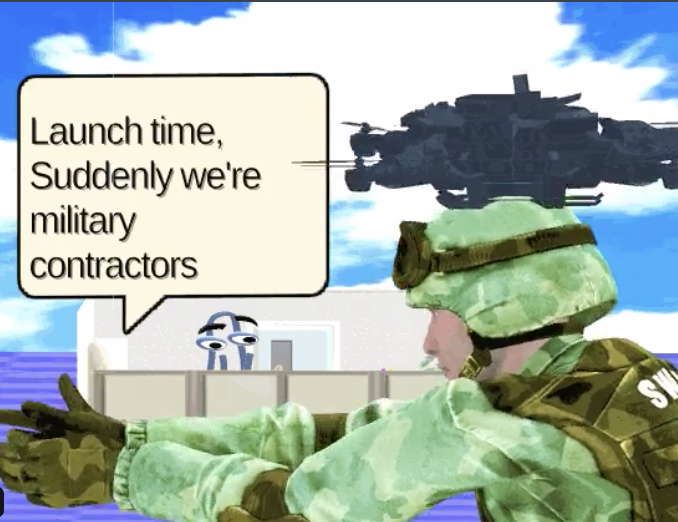 Launch time,
Suddenly we're
military
contractors
SW